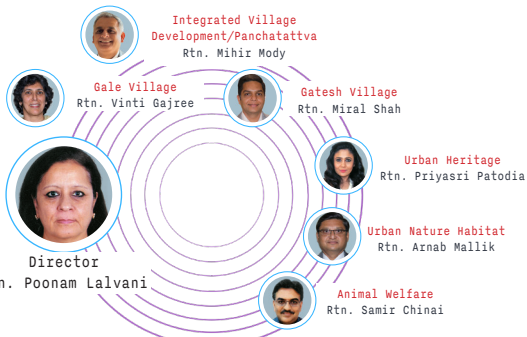 Integrated Village
Development/Panchatattva
Rtn. Mihir Mody
Gale Village
Rtn. Vinti Gajree
Gatesh Village
Rtn. Miral Shah
Urban Heritage
Rtn. Priyasri Patodia
Urban Nature Habitat
Rtn. Arnab Mallik
Director
n. Poonam Lalvani
Animal Welfare
Rtn. Samir Chinai